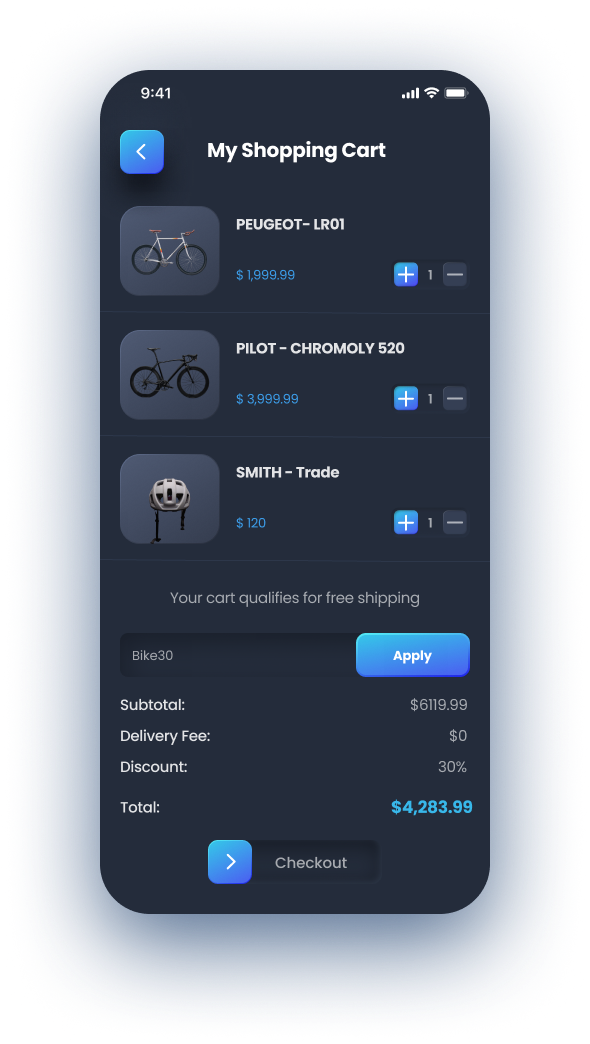 9:41
My Shopping Cart
PEUGEOT- LR01
$ 1,999.99
1
PILOT - CHROMOLY 520
$ 3,999.99
1
SMITH - Trade
$ 120
1
Your cart qualifies for free shipping
Bike30
Apply
Subtotal: $6119.99
Delivery Fee: $0
Discount: 30%
Total: $4,283.99
Checkout